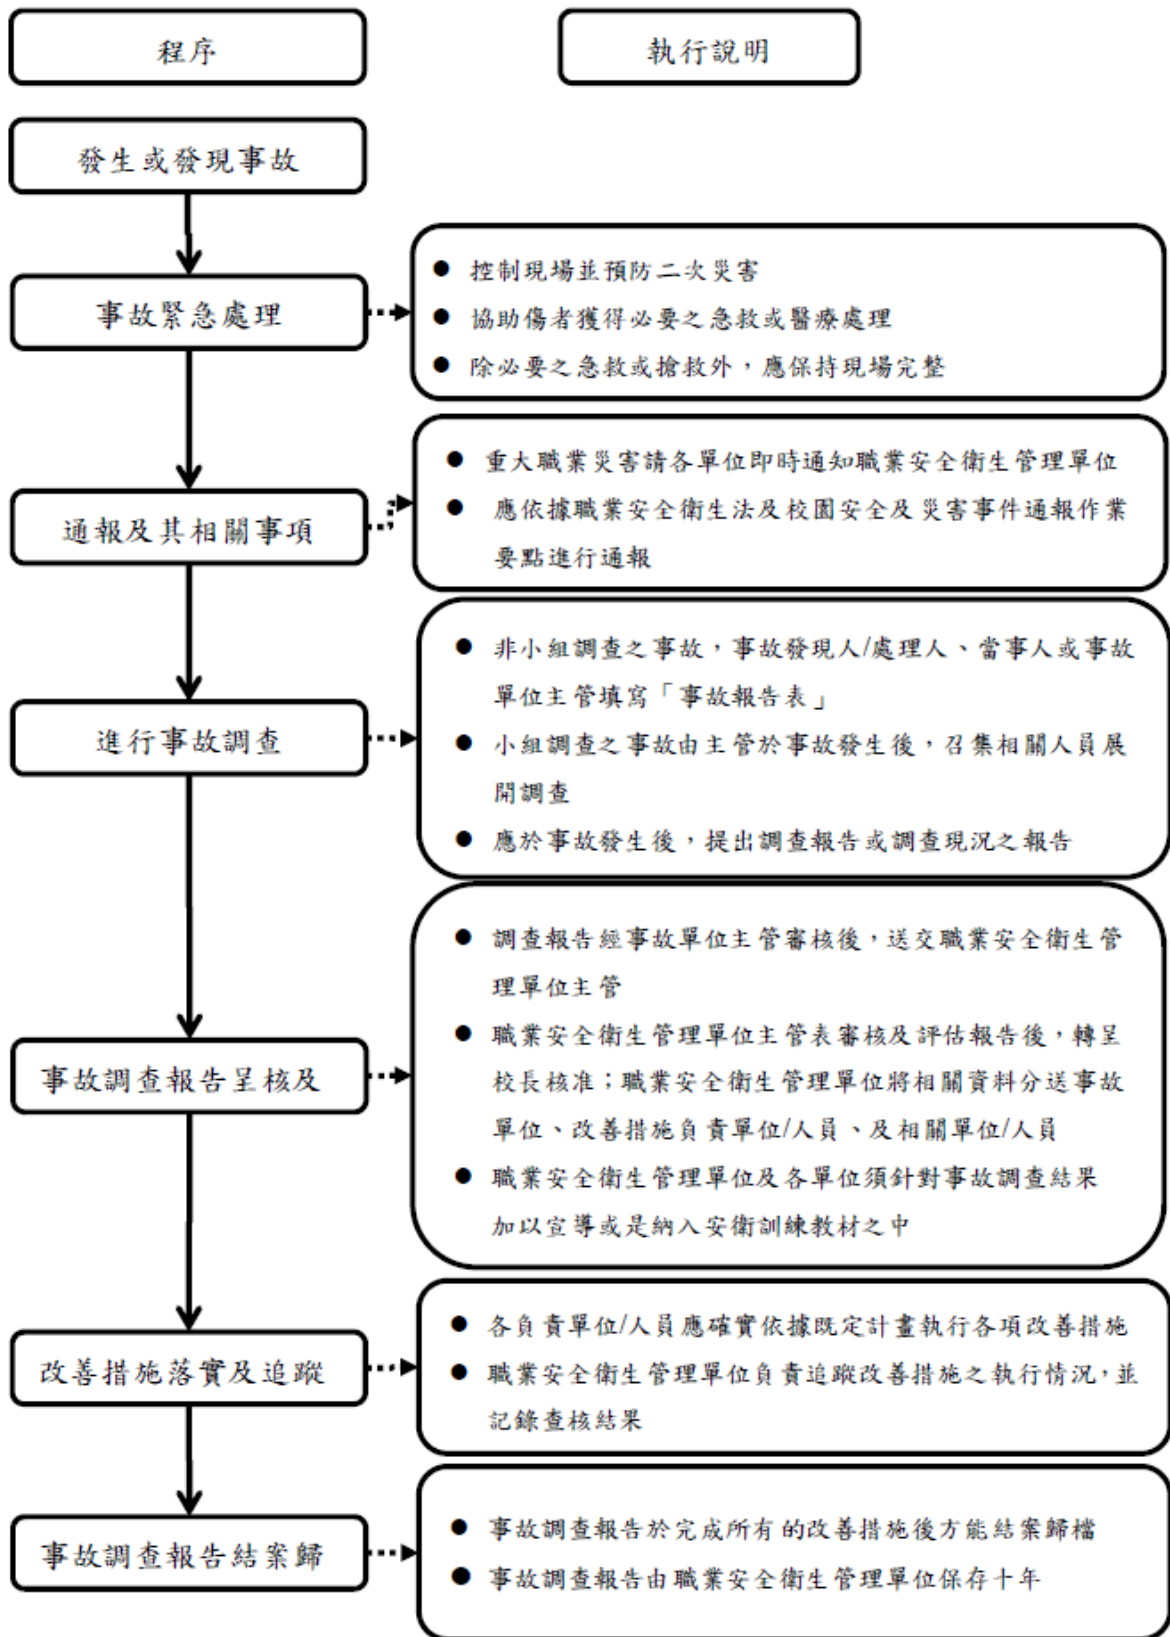 程序
執行說明
發生或發現事故
事故緊急處理
● 控制現場並預防二次災害
● 協助傷者獲得必要之急救或醫療處理
● 除必要之急救或搶救外，應保持現場完整
通報及其相關事項
● 重大職業災害請各單位即時通知職業安全衛生管理單位
● 應依據職業安全衛生法及校園安全及災害事件通報作業
要點進行通報
進行事故調查
● 非小組調查之事故，事故發現人/處理人、當事人或事故
單位主管填寫「事故報告表」
● 小組調查之事故由主管於事故發生後，召集相關人員展
開調查
● 應於事故發生後，提出調查報告或調查現況之報告
事故調查報告呈核及
● 調查報告經事故單位主管審核後，送交職業安全衛生管
理單位主管
● 職業安全衛生管理單位主管表審核及評估報告後，轉呈
校長核准；職業安全衛生管理單位將相關資料分送事故
單位、改善措施負責單位/人員、及相關單位/人員
● 職業安全衛生管理單位及各單位須針對事故調查結果
加以宣導或是納入安衛訓練教材之中
改善措施落實及追蹤
● 各負責單位/人員應確實依據既定計畫執行各項改善措施
● 職業安全衛生管理單位負責追蹤改善措施之執行情況，並
記錄查核結果
事故調查報告結案歸
● 事故調查報告於完成所有的改善措施後方能結案歸檔
● 事故調查報告由職業安全衛生管理單位保存十年